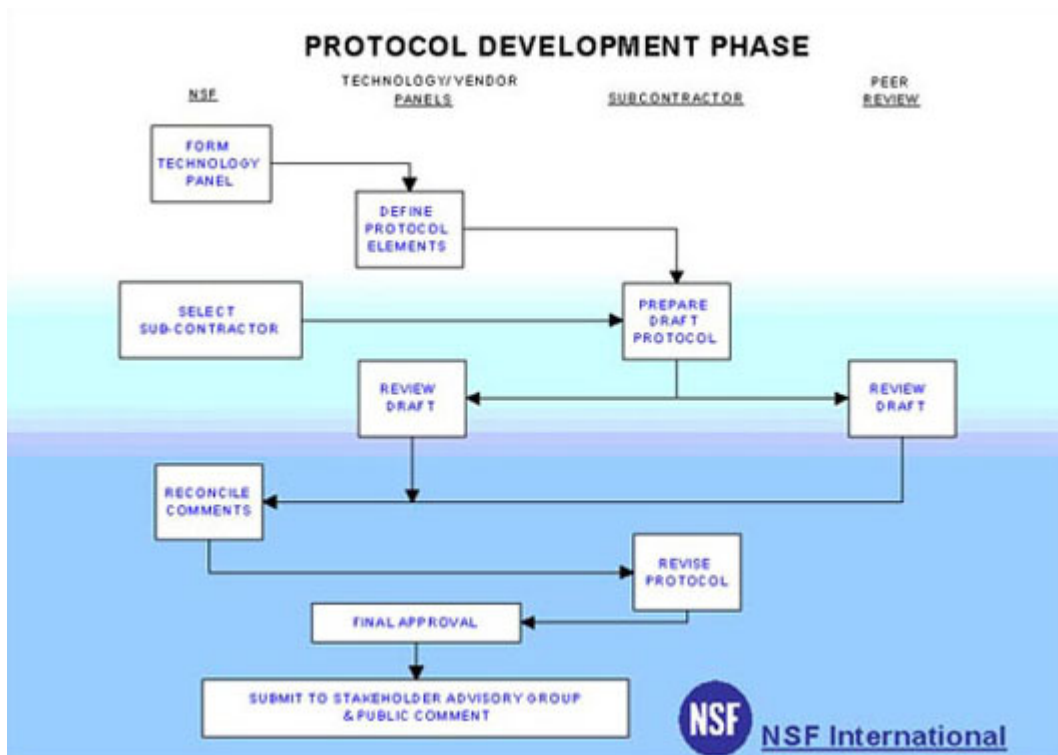 PROTOCOL DEVELOPMENT PHASE
NSF
TECHNOLOGY/VENDOR
PANELS
SUBCONTRACTOR
PEER
REVIEW
FORM
TECHNOLOGY
PANEL
DEFINE
PROTOCOL
ELEMENTS
SELECT
SUB-CONTRACTOR
PREPARE
DRAFT
PROTOCOL
REVIEW
DRAFT
REVIEW
DRAFT
RECONCILE
COMMENTS
REVISE
PROTOCOL
FINAL APPROVAL
SUBMIT TO STAKEHOLDER ADVISORY GROUP
& PUBLIC COMMENT
NSF
NSF International